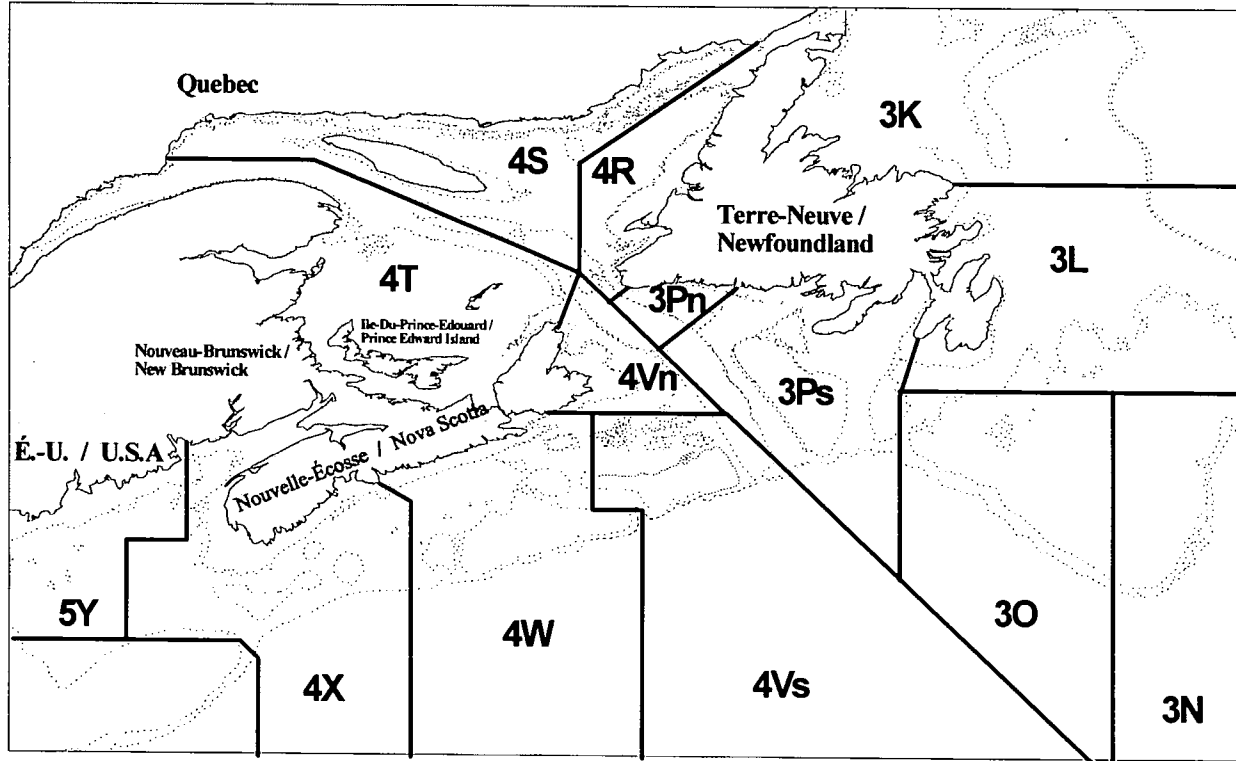 Quebec
3K
4S
4R
Terre-Neuve /
Newfoundland
3L
4T
3Pn
Ile-Du-Prince-Edouard /
Prince Edward Island
Nouveau-Brunswick /
New Brunswick
4Vn
3Ps
É.-U. / U.S.A
Nouvelle-Écosse / Nova Scotia
5Y
4W
3O
4X
4Vs
3N